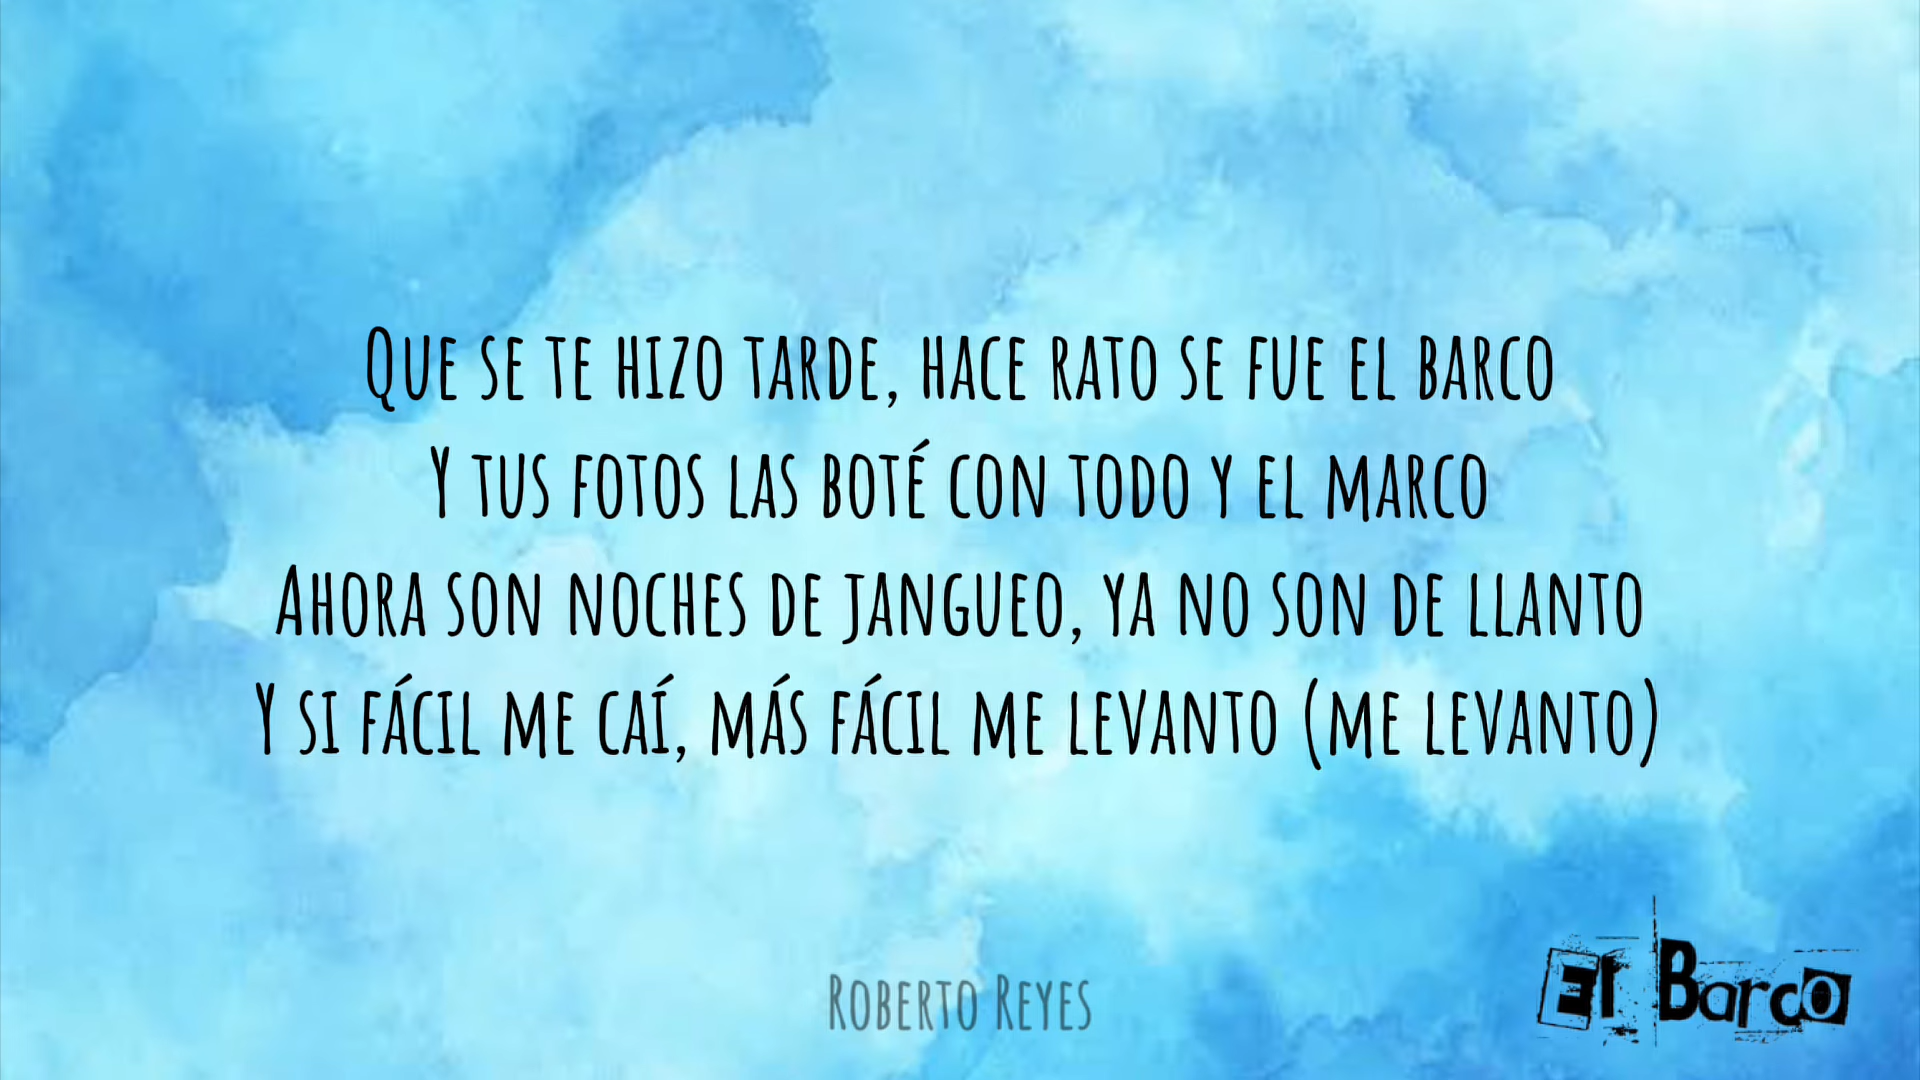 Que se te hizo tarde, hace rato se fue el barco
Y tus fotos las boté con todo y el marco
Ahora son noches de jangueo, ya no son de llanto
Y si fácil me caí, más fácil me levanto (me levanto)
Roberto Reyes
El Barco